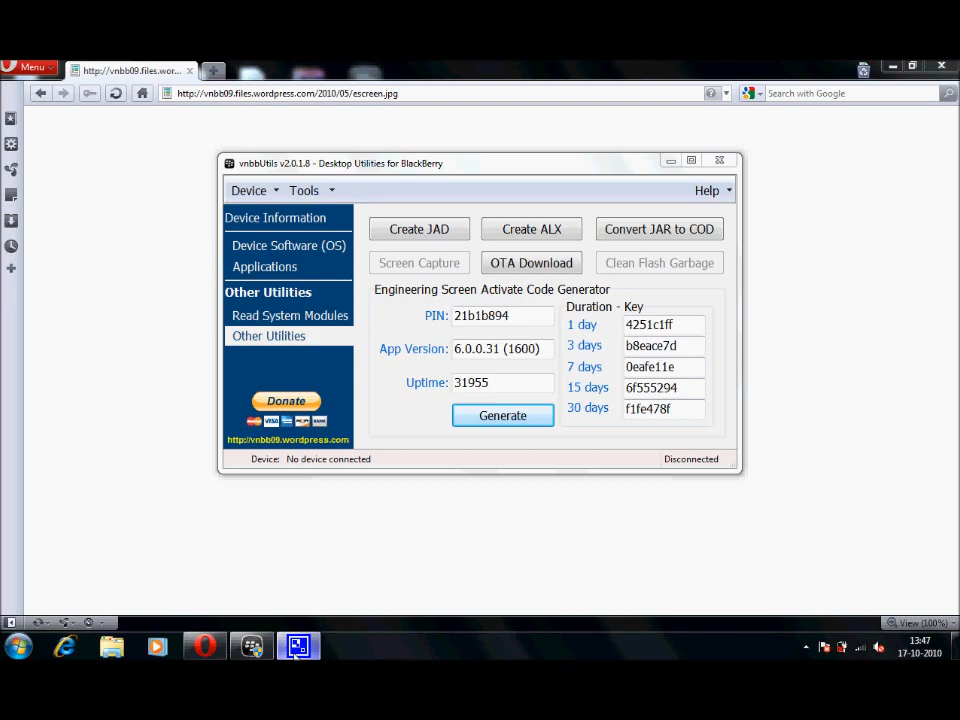 Menu
http://vnbb09.files.wor...
http://vnbb09.files.wordpress.com/2010/05/escreen.jpg
Search with Google
vnbbUtils v2.0.1.8 - Desktop Utilities for BlackBerry
Device Tools Help
Device Information
Device Software (OS)
Applications
Other Utilities
Read System Modules
Other Utilities
Donate
VISA
BANK
http://vnbb09.wordpress.com
Create JAD Create ALX Convert JAR to COD
Screen Capture OTA Download Clean Flash Garbage
Engineering Screen Activate Code Generator
PIN: 21b1b894
App Version: 6.0.0.31 (1600)
Uptime: 31955
Generate
Duration - Key
1 day 4251c1ff
3 days b8eace7d
7 days 0eafe11e
15 days 6f555294
30 days f1fe478f
Device: No device connected Disconnected
View (100%)
13:47
17-10-2010